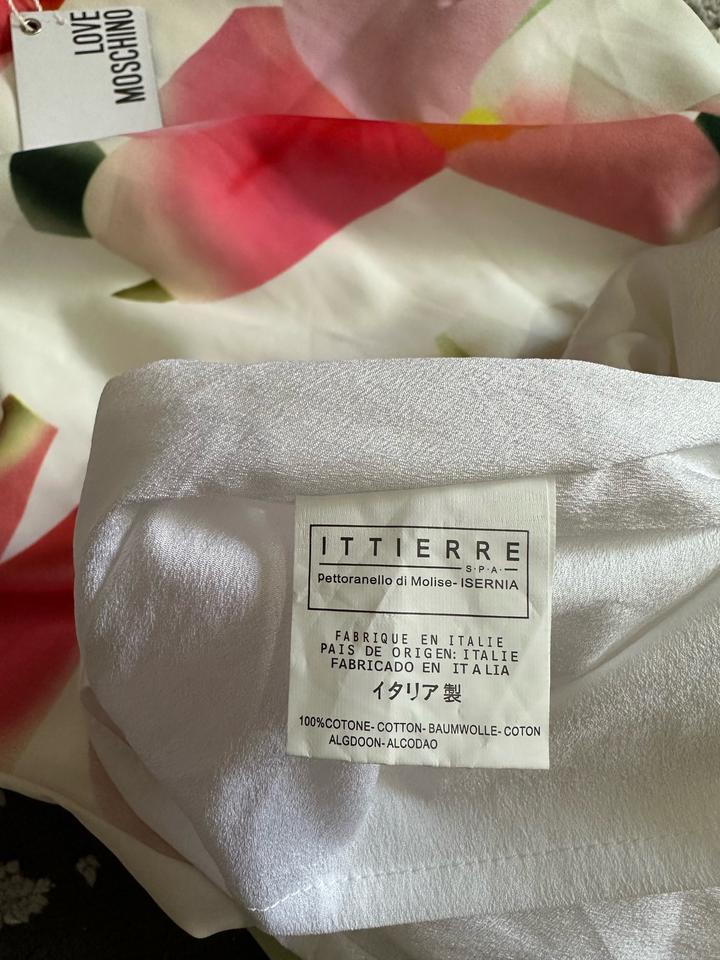 LOVE
MOSCHINO
ITTIERRE
S·P·A·
Pettoranello di Molise- ISERNIA
FABRIQUE EN ITALIE
PAIS DE ORIGEN: ITALIE
FABRICADO EN ITALIA
イタリア製
100%COTONE- COTTON- BAUMWOLLE- COTON
ALGDOON- ALCODAO